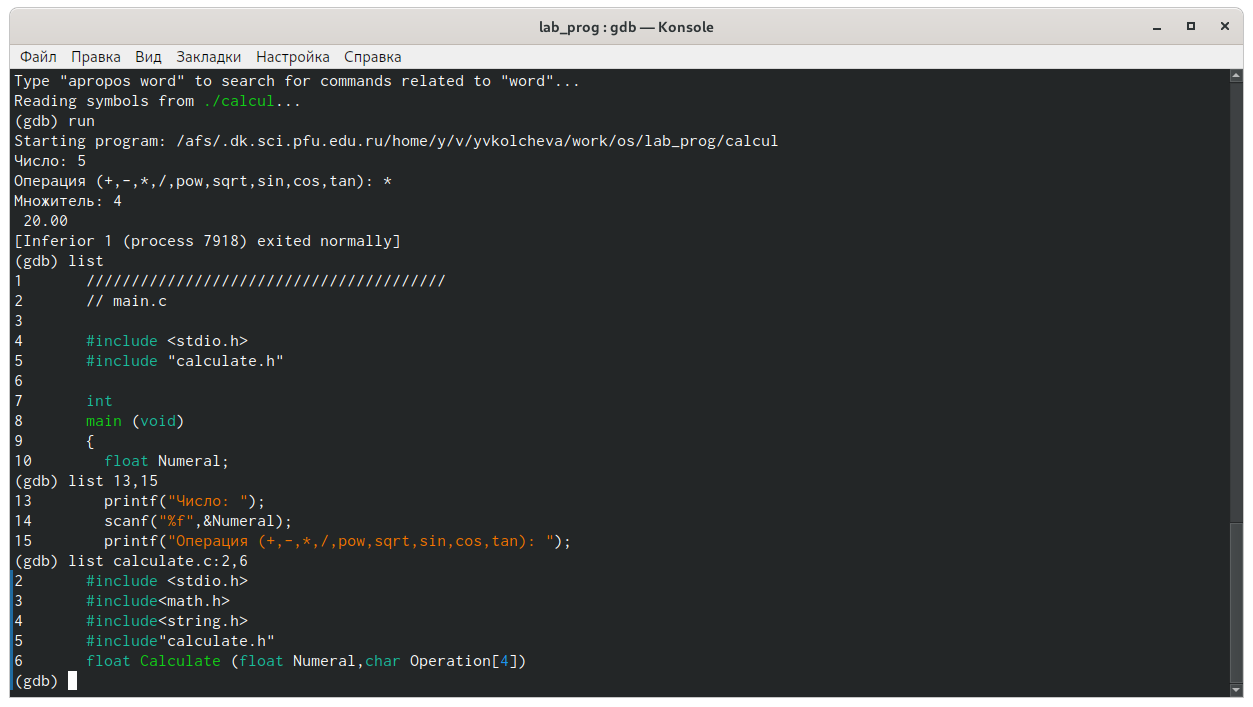 lab_prog : gdb — Konsole
Файл Правка Вид Закладки Настройка Справка
Type "apropos word" to search for commands related to "word"...
Reading symbols from ./calcul...
(gdb) run
Starting program: /afs/.dk.sci.pfu.edu.ru/home/y/v/yvkolcheva/work/os/lab_prog/calcul
Число: 5
Операция (+,-,*,/,pow,sqrt,sin,cos,tan): *
Множитель: 4
 20.00
[Inferior 1 (process 7918) exited normally]
(gdb) list
1       ////////////////////////////////////////
2       // main.c
3
4       #include <stdio.h>
5       #include "calculate.h"
6
7       int
8       main (void)
9       {
10        float Numeral;
(gdb) list 13,15
13        printf("Число: ");
14        scanf("%f",&Numeral);
15        printf("Операция (+,-,*,/,pow,sqrt,sin,cos,tan): ");
(gdb) list calculate.c:2,6
2       #include <stdio.h>
3       #include<math.h>
4       #include<string.h>
5       #include"calculate.h"
6       float Calculate (float Numeral,char Operation[4])
(gdb)